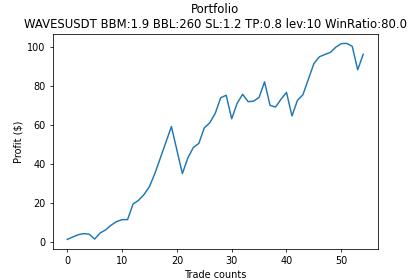 Portfolio
WAVESUSDT BBM:1.9 BBL:260 SL:1.2 TP:0.8 lev:10 WinRatio:80.0
100
80
60
40
20
0
Profit ($)
0 10 20 30 40 50
Trade counts